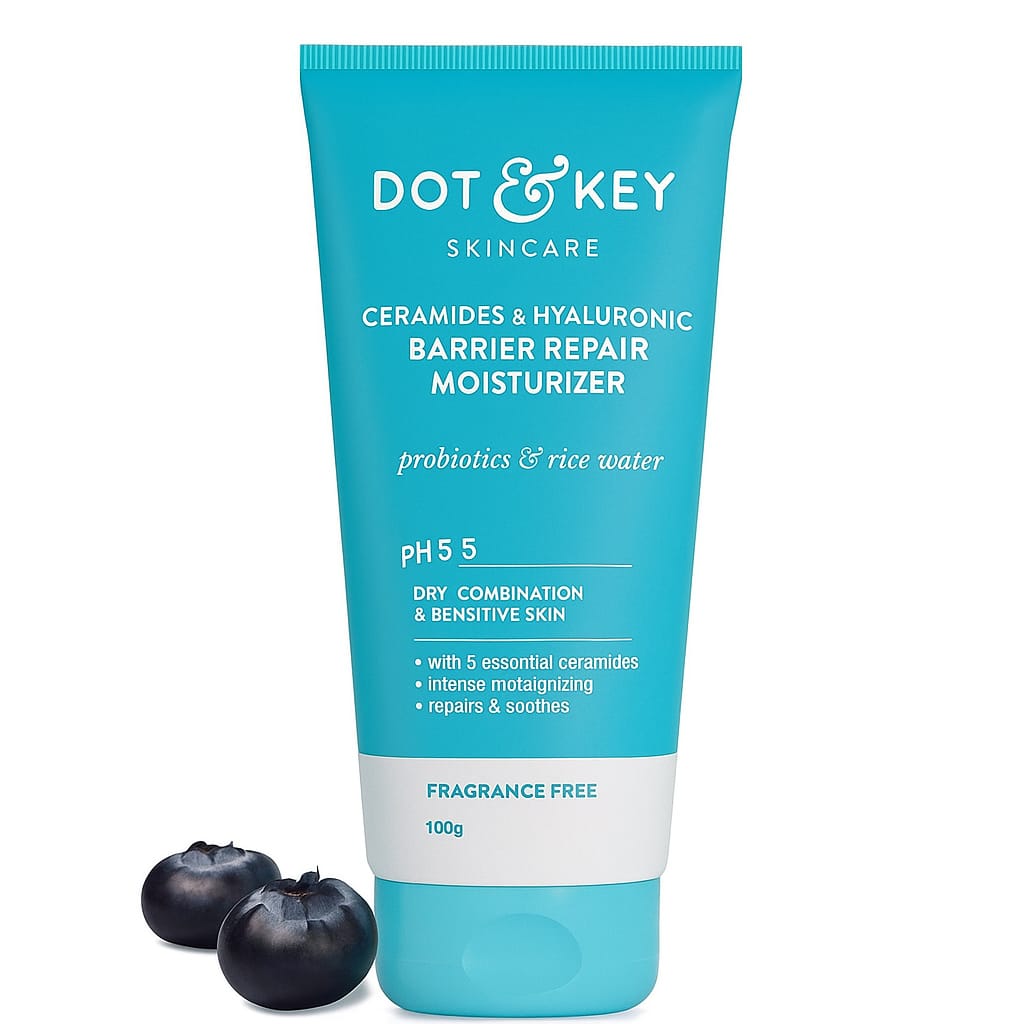 DOT & KEY
SKINCARE
CERAMIDES & HYALURONIC
BARRIER REPAIR
MOISTURIZER
probiotics & rice water
PH 5 5
DRY COMBINATION
& BENSITIVE SKIN
• with 5 essontial ceramides
• intense motaignizing
• repairs & soothes
FRAGRANCE FREE
100g